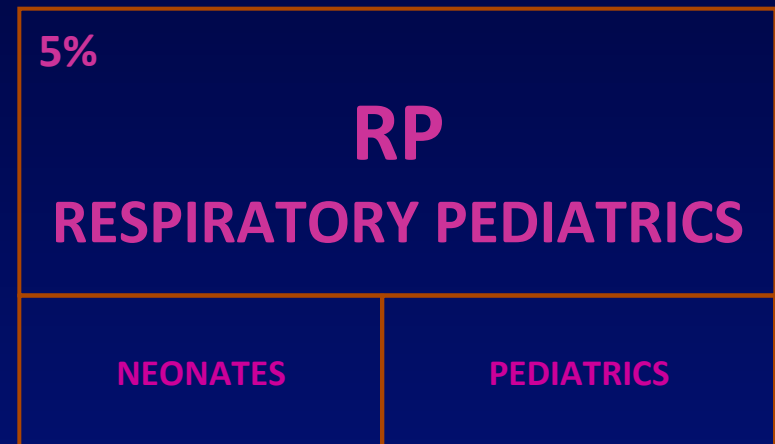 5%
RP
RESPIRATORY PEDIATRICS
NEONATES
PEDIATRICS